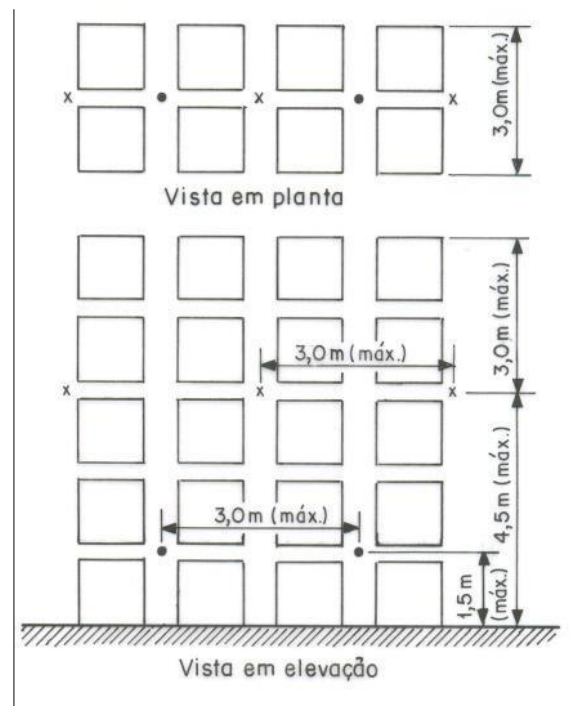 x x x
3,0m (máx.)
Vista em planta
3,0m (máx.)
3,0m (máx.)
x x x
4,5m (máx.)
3,0m (máx.)
1,5m
(máx.)
Vista em elevação